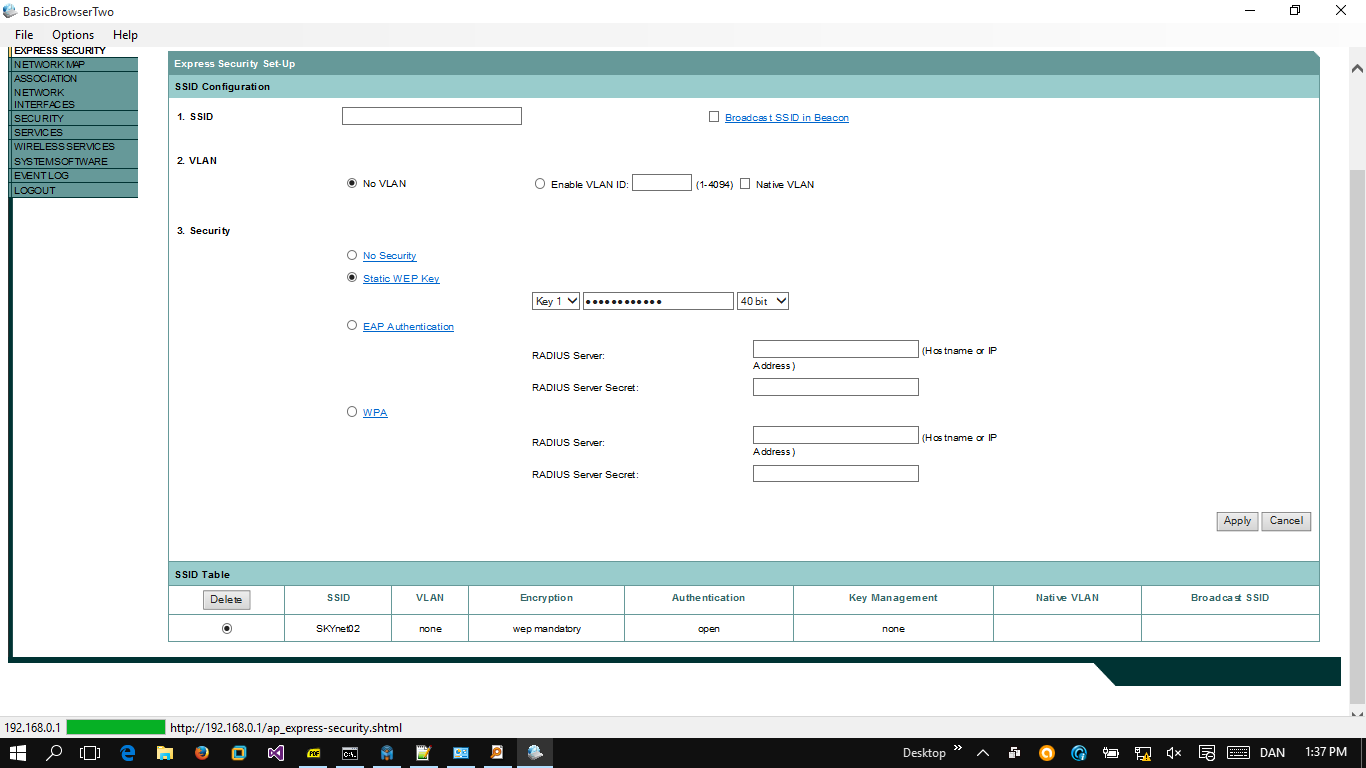 BasicBrowserTwo
File Options Help
EXPRESS SECURITY
NETWORK MAP
ASSOCIATION
NETWORK
INTERFACES
SECURITY
SERVICES
WIRELESS SERVICES
SYSTEM SOFTWARE
EVENT LOG
LOGOUT
Express Security Set-Up
SSID Configuration
1. SSID
Broadcast SSID in Beacon
2. VLAN
No VLAN Enable VLAN ID: (1-4094) Native VLAN
3. Security
No Security
Static WEP Key
Key 1 •••••••••••• 40 bit
EAP Authentication
RADIUS Server: (Hostname or IP
Address)
RADIUS Server Secret:
WPA
RADIUS Server: (Hostname or IP
Address)
RADIUS Server Secret:
Apply Cancel
SSID Table
Delete SSID VLAN Encryption Authentication Key Management Native VLAN Broadcast SSID
SKYnet02 none wep mandatory open none
192.168.0.1 http://192.168.0.1/ap_express-security.shtml
Desktop » DAN 1:37 PM